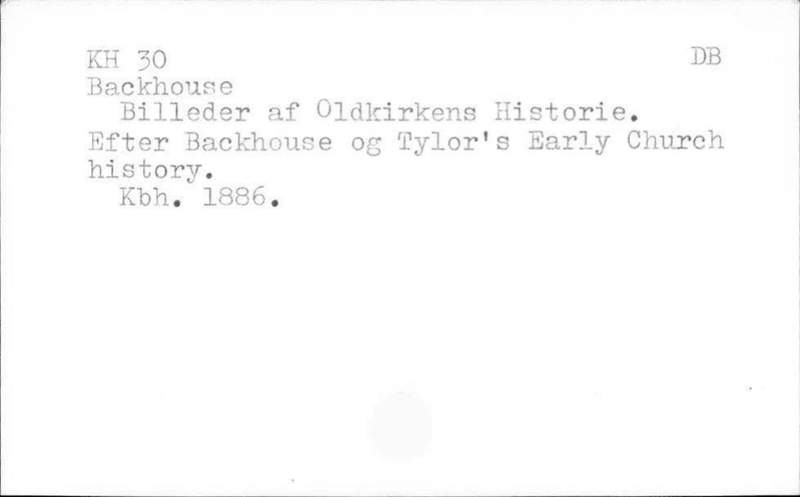 KH 30 DB
Backhouse
Billeder af Oldkirkens Historie.
Efter Backhouse og Tylor's Early Church
history.
Kbh. 1886.